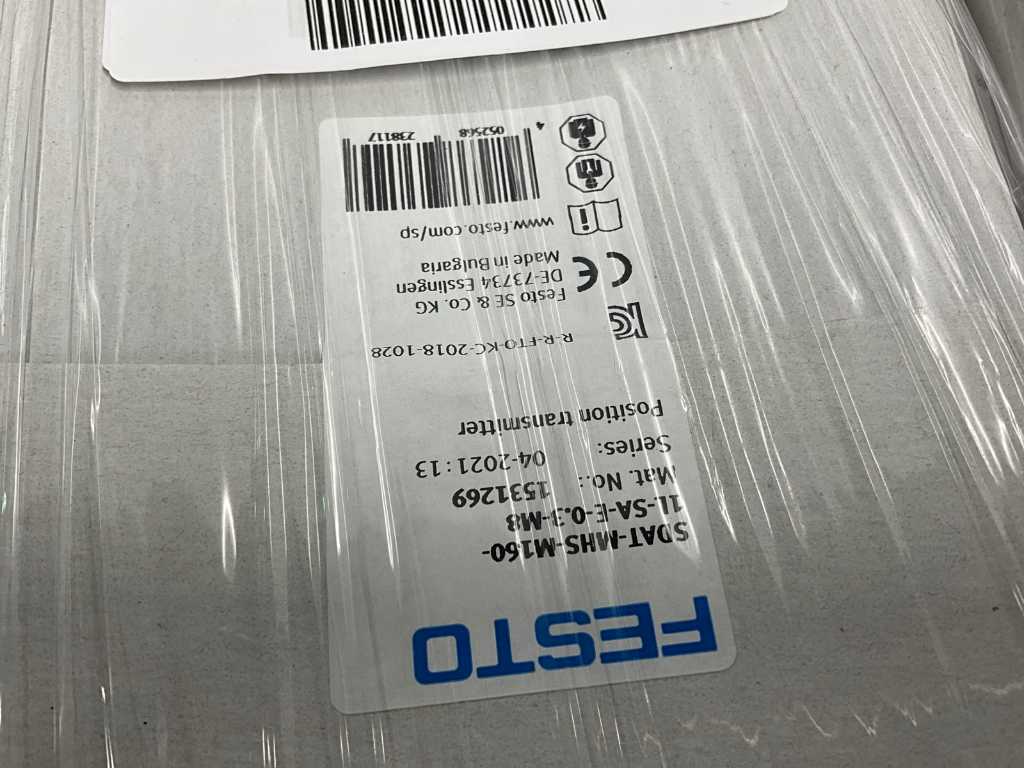 FESTO
SDAT-MHS-M160-
1L-SA-E-0.3-M8
Mat. No.: 1531269
Series: 04-2021:13
Position transmitter
R-R-FTO-KC-2018-1028
Festo SE & Co. KG
DE-73734 Esslingen
Made in Bulgaria
www.festo.com/sp
4 052568 238117